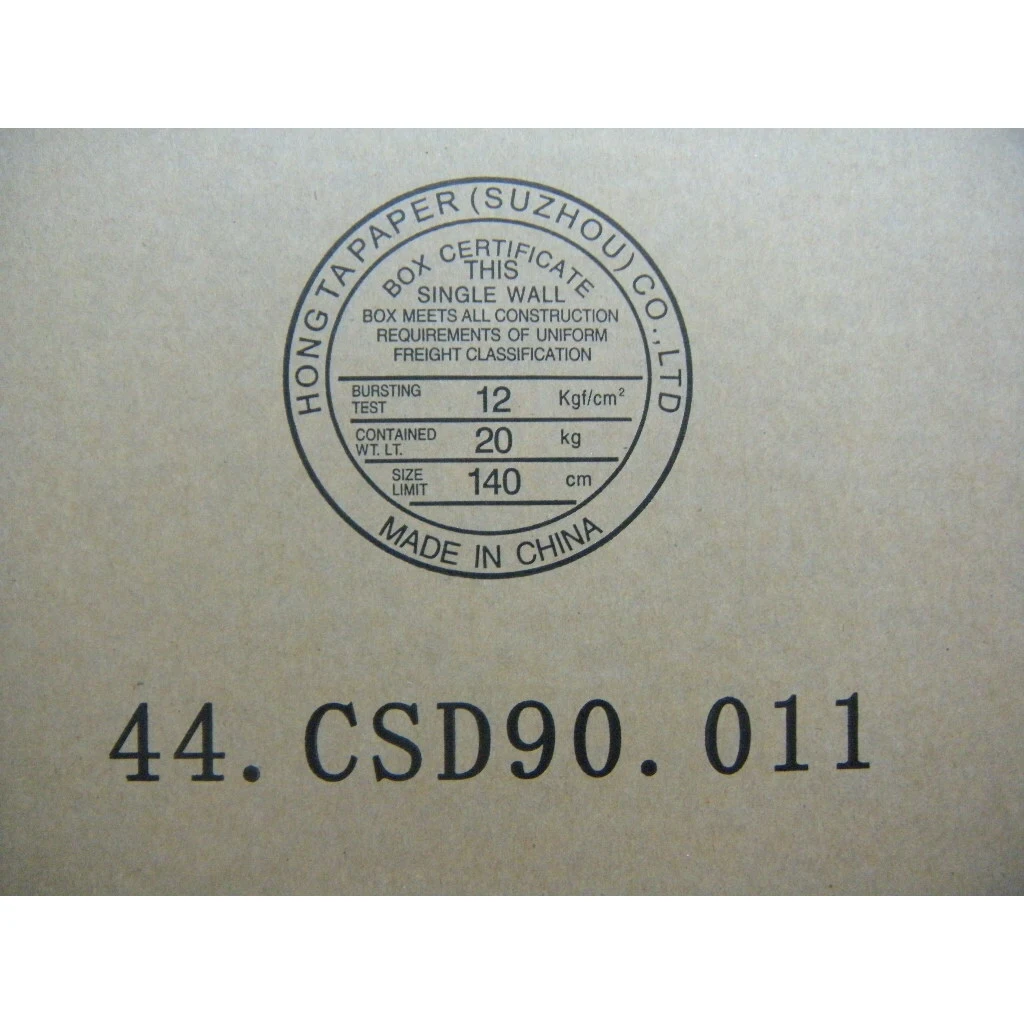 HONG TA PAPER (SUZHOU) CO.,LTD
BOX CERTIFICATE
THIS
SINGLE WALL
BOX MEETS ALL CONSTRUCTION
REQUIREMENTS OF UNIFORM
FREIGHT CLASSIFICATION
BURSTING TEST 12 Kgf/cm²
CONTAINED WT. LT. 20 kg
SIZE LIMIT 140 cm
MADE IN CHINA
44.CSD90.011